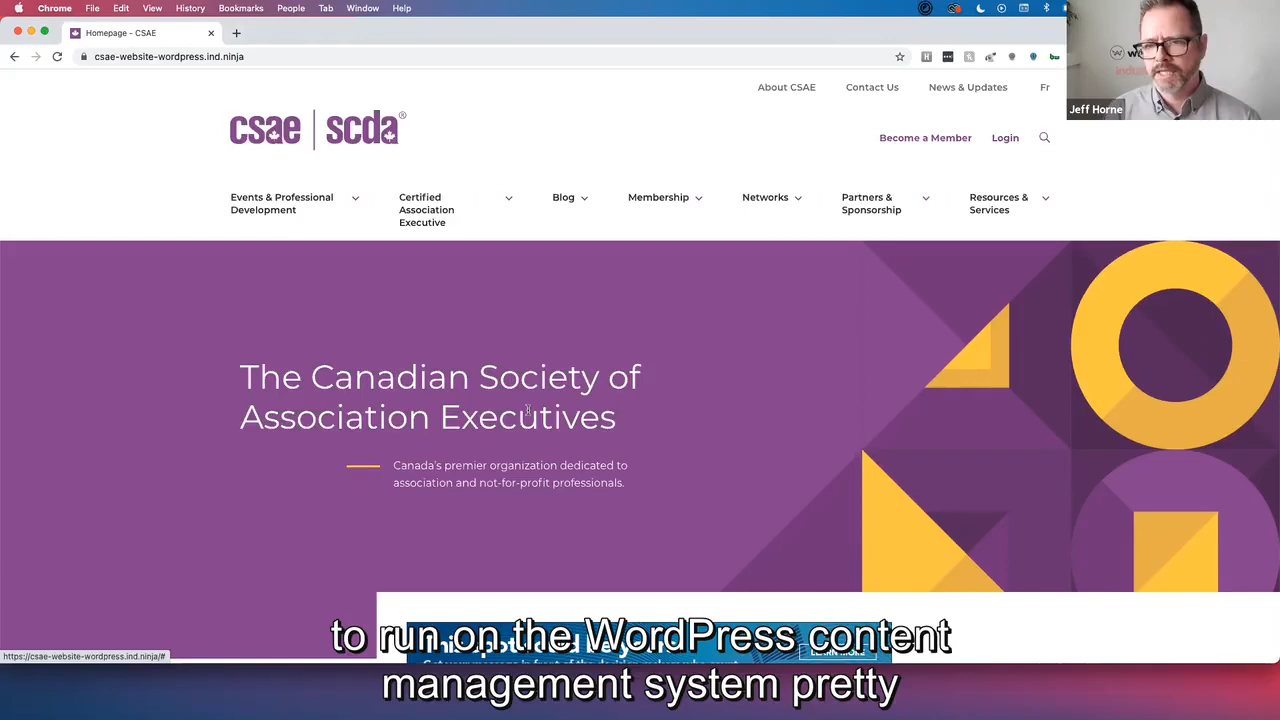 Chrome File Edit View History Bookmarks People Tab Window Help
Homepage - CSAE
csae-website-wordpress.ind.ninja
About CSAE Contact Us News & Updates Fr
Jeff Horne
csae scda®
Become a Member Login
Events & Professional Development
Certified Association Executive
Blog
Membership
Networks
Partners & Sponsorship
Resources & Services
The Canadian Society of
Association Executives
Canada's premier organization dedicated to
association and not-for-profit professionals.
to run on the WordPress content
management system pretty
LEARN MORE
https://csae-website-wordpress.ind.ninja/#